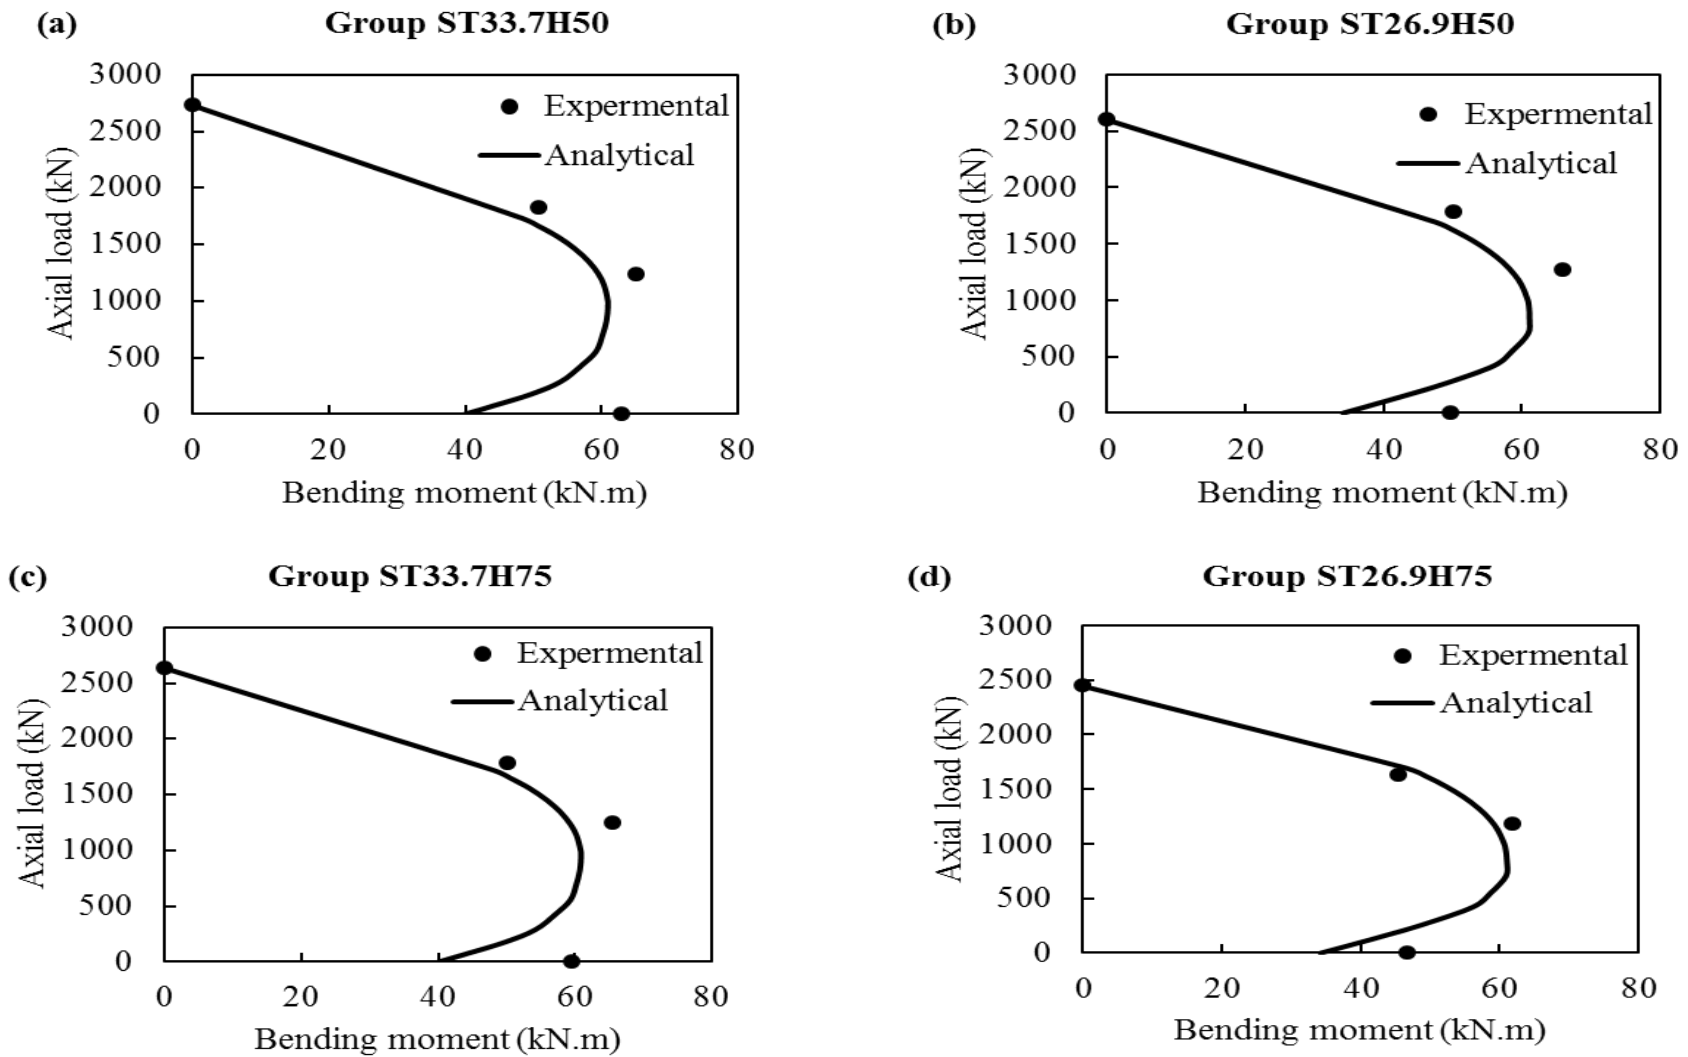 (a) Group ST33.7H50
3000
2500
2000
1500
1000
500
0
Axial load (kN)
Expermental
Analytical
0 20 40 60 80
Bending moment (kN.m)
(b) Group ST26.9H50
3000
2500
2000
1500
1000
500
0
Axial load (kN)
Expermental
Analytical
0 20 40 60 80
Bending moment (kN.m)
(c) Group ST33.7H75
3000
2500
2000
1500
1000
500
0
Axial load (kN)
Expermental
Analytical
0 20 40 60 80
Bending moment (kN.m)
(d) Group ST26.9H75
3000
2500
2000
1500
1000
500
0
Axial load (kN)
Expermental
Analytical
0 20 40 60 80
Bending moment (kN.m)